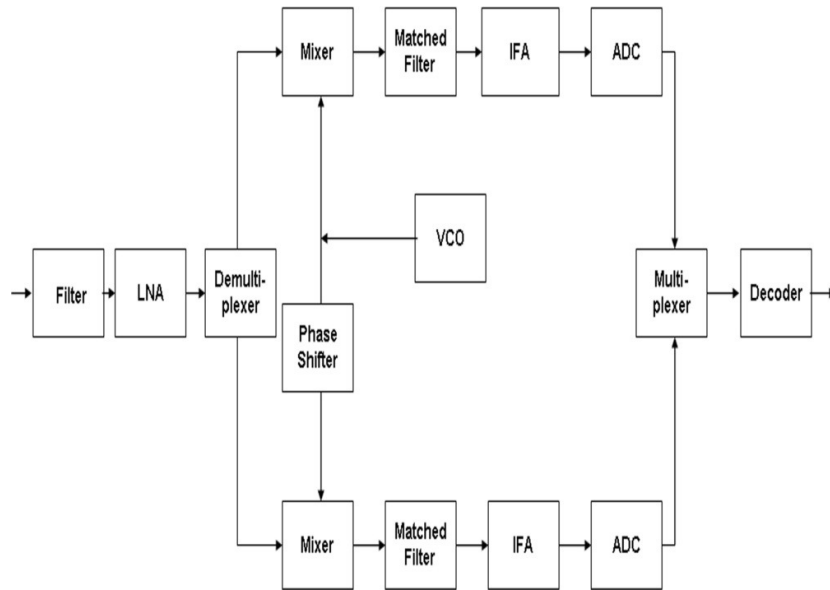 Mixer
Matched
Filter
IFA
ADC
VCO
Filter
LNA
Demulti-
plexer
Phase
Shifter
Multi-
plexer
Decoder
Mixer
Matched
Filter
IFA
ADC